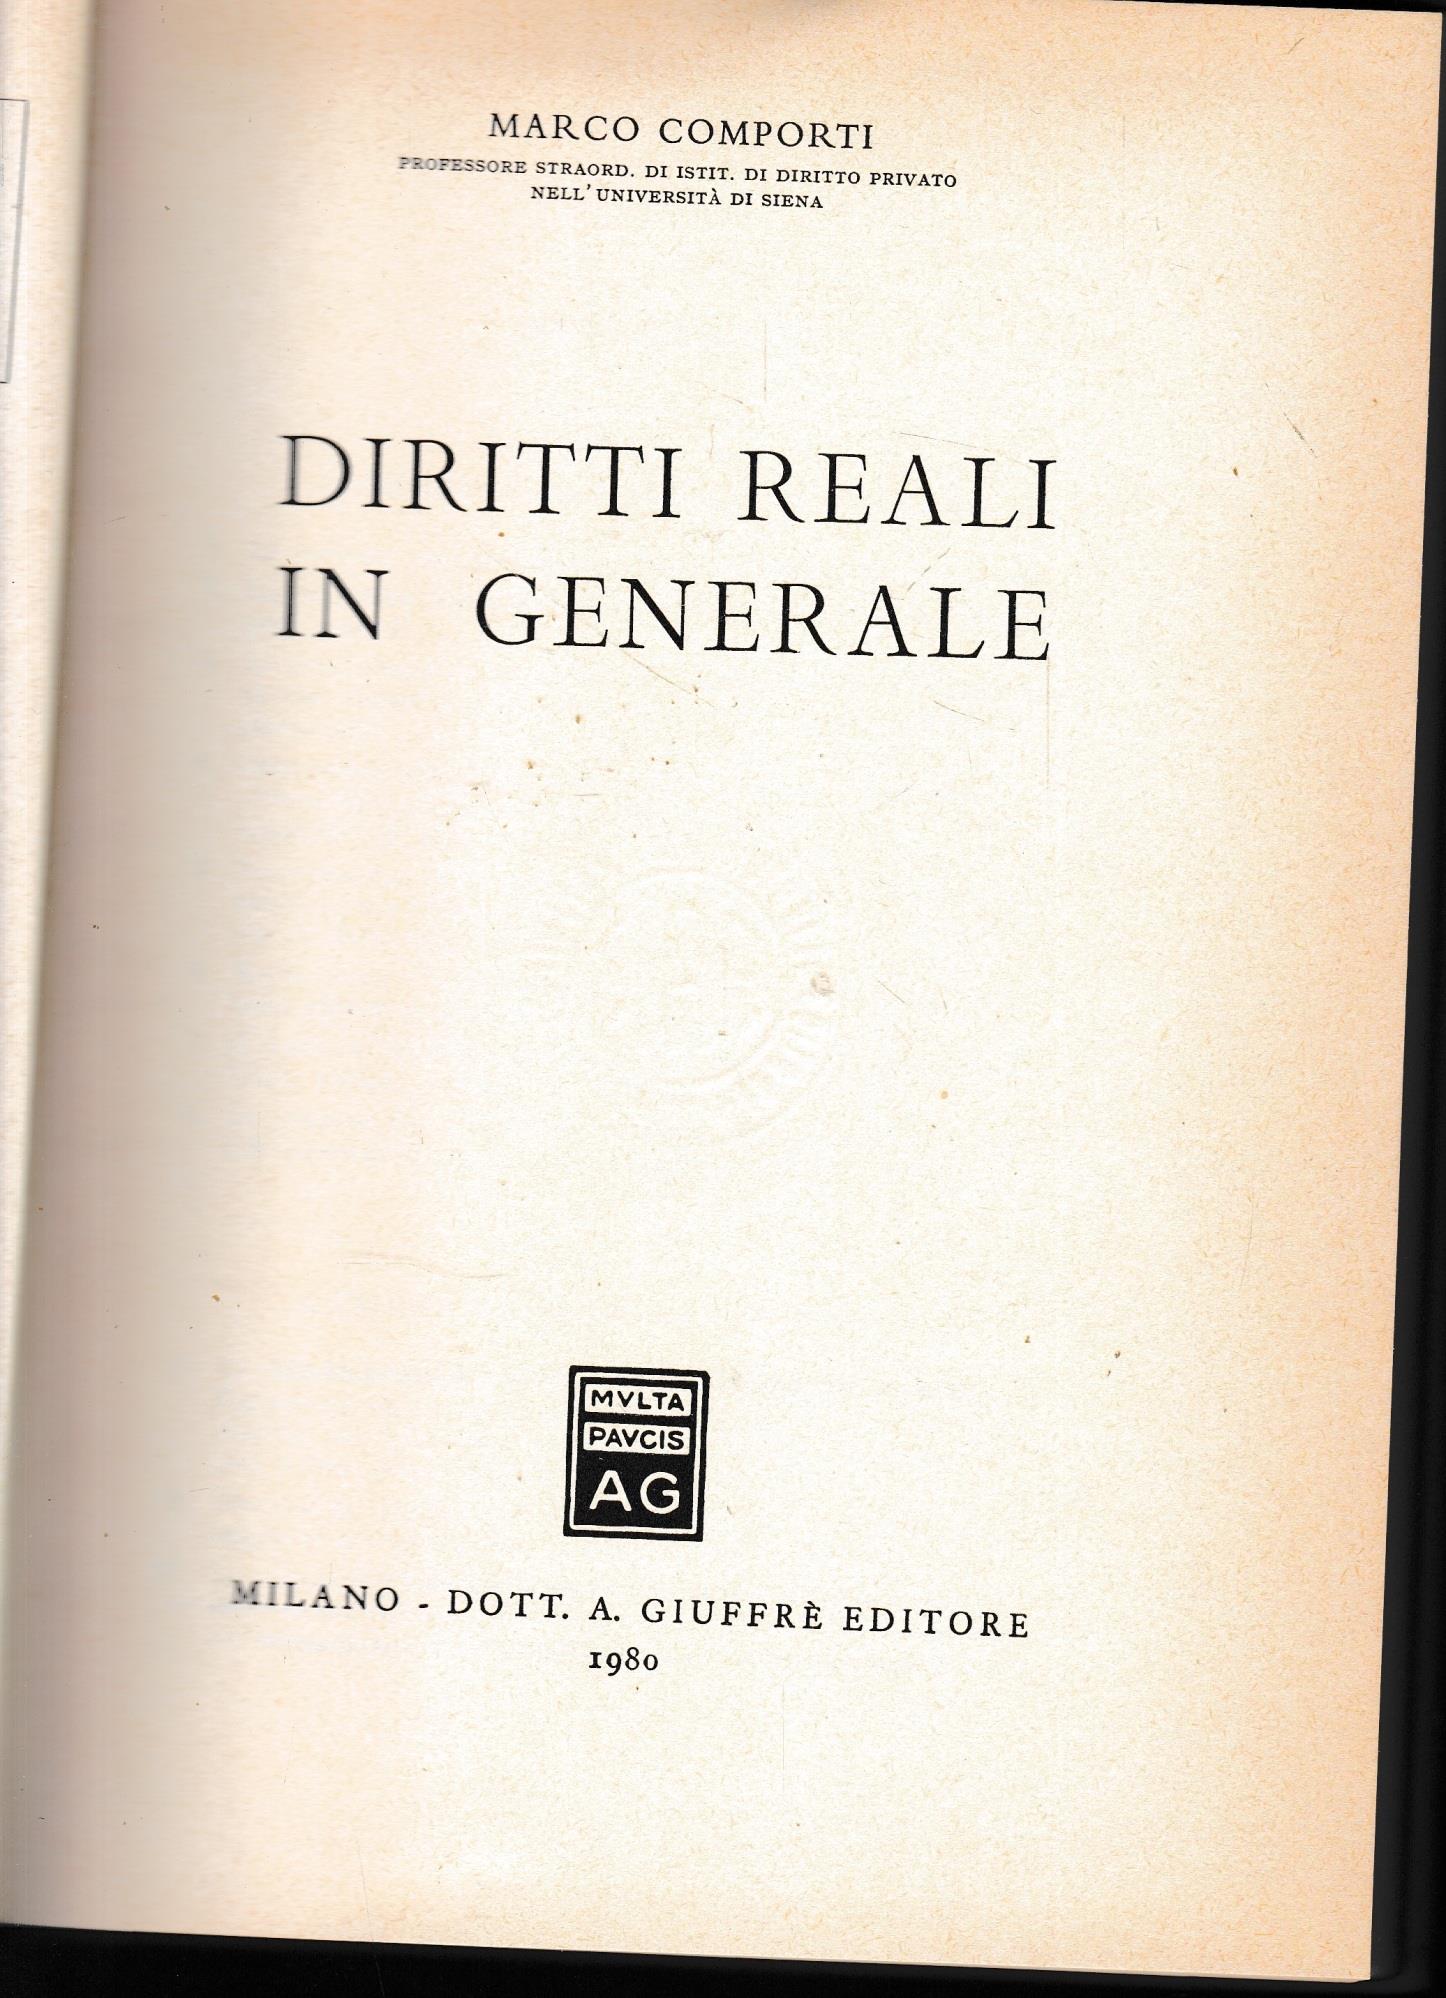 MARCO COMPORTI
PROFESSORE STRAORD. DI ISTIT. DI DIRITTO PRIVATO
NELL'UNIVERSITÀ DI SIENA
DIRITTI REALI
IN GENERALE
MVLTA
PAVCIS
AG
MILANO - DOTT. A. GIUFFRÈ EDITORE
1980